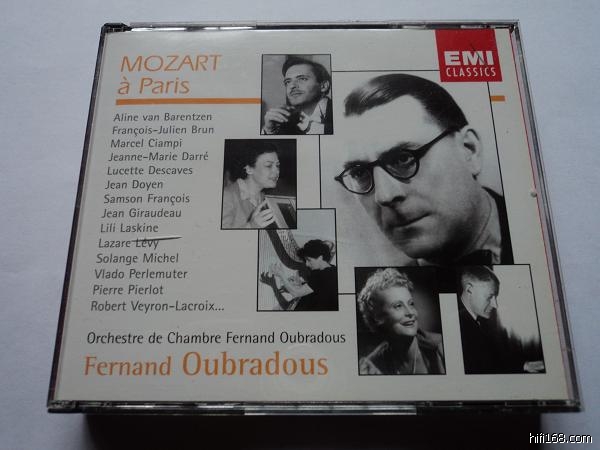 MOZART
à Paris
EMI
CLASSICS
Aline van Barentzen
François-Julien Brun
Marcel Ciampi
Jeanne-Marie Darré
Lucette Descaves
Jean Doyen
Samson François
Jean Giraudeau
Lili Laskine
Lazare Lévy
Solange Michel
Vlado Perlemuter
Pierre Pierlot
Robert Veyron-Lacroix...
Orchestre de Chambre Fernand Oubradous
Fernand Oubradous
hifi168.com